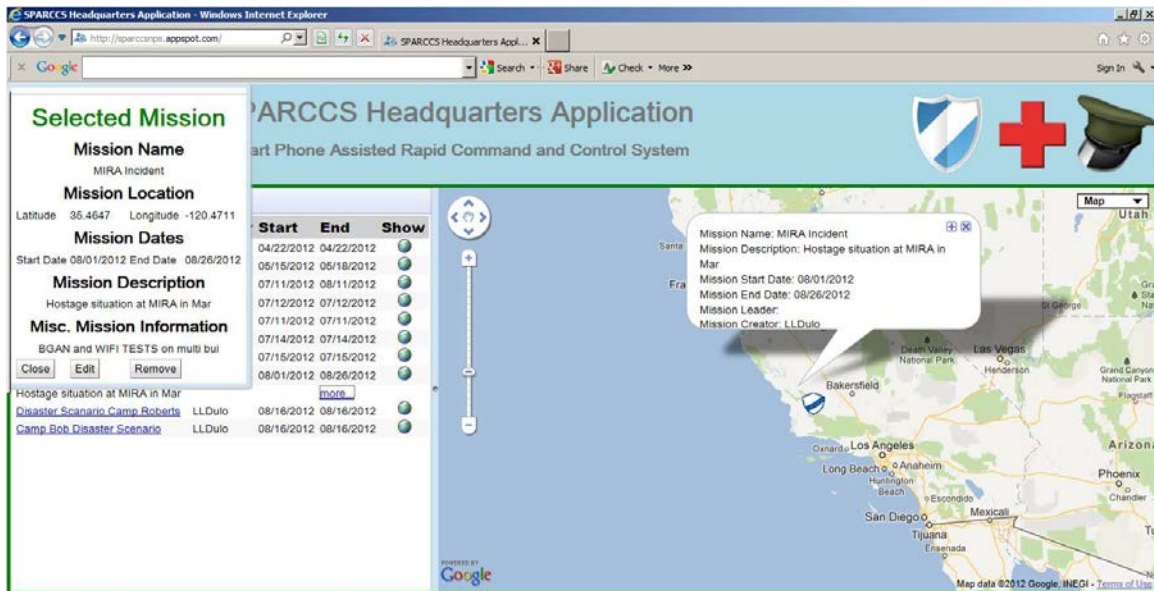 SPARCCS Headquarters Application - Windows Internet Explorer
http://sparccsnps.appspot.com/
SPARCCS Headquarters Appl...
Google
Search
Share
Check
More
Sign In
PARCCS Headquarters Application
art Phone Assisted Rapid Command and Control System
Selected Mission
Mission Name
MIRA Incident
Mission Location
Latitude 35.4647 Longitude -120.4711
Mission Dates
Start Date 08/01/2012 End Date 08/26/2012
Mission Description
Hostage situation at MIRA in Mar
Misc. Mission Information
BGAN and WIFI TESTS on multi bui
Close Edit Remove
Start End Show
04/22/2012 04/22/2012
05/15/2012 05/18/2012
07/11/2012 08/11/2012
07/12/2012 07/12/2012
07/11/2012 07/11/2012
07/14/2012 07/14/2012
07/15/2012 07/15/2012
08/01/2012 08/26/2012
Hostage situation at MIRA in Mar more...
Disaster Scanario Camp Roberts LLDulo 08/16/2012 08/16/2012
Camp Bob Disaster Scenario LLDulo 08/16/2012 08/16/2012
Map
Utah
Mission Name: MIRA Incident
Mission Description: Hostage situation at MIRA in
Mar
Mission Start Date: 08/01/2012
Mission End Date: 08/26/2012
Mission Leader:
Mission Creator: LLDulo
Santa
Fra
St George
Gra
Sta
Na
Death Valley
National Park
Las Vegas
Henderson
Grand Canyon
National Park
Flagstaff
Bakersfield
Oxnard
Los Angeles
Long Beach
Anaheim
Huntington
Beach
Escondido
San Diego
Mexicali
Tijuana
Ensenada
Arizona
Phoenix
Chandler
Tu
POWERED BY
Google
Map data ©2012 Google, INEGI - Terms of Use